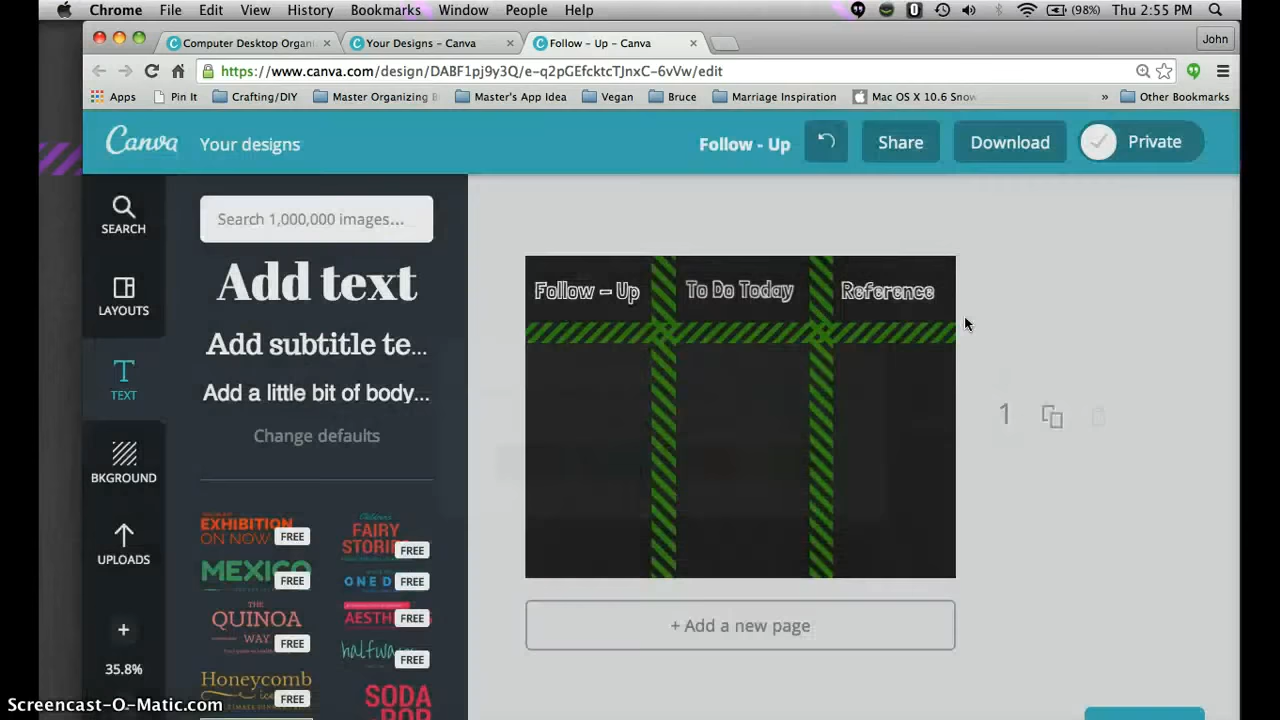 Chrome File Edit View History Bookmarks Window People Help (98%) Thu 2:55 PM
Computer Desktop Organi Your Designs – Canva Follow – Up – Canva John
https://www.canva.com/design/DABF1pj9y3Q/e-q2pGEfcktcTJnxC-6vVw/edit
Apps Pin It Crafting/DIY Master Organizing B Master's App Idea Vegan Bruce Marriage Inspiration Mac OS X 10.6 Snow » Other Bookmarks
Canva Your designs Follow - Up Share Download Private
SEARCH
LAYOUTS
TEXT
BKGROUND
UPLOADS
+
35.8%
Search 1,000,000 images...
Add text
Add subtitle te...
Add a little bit of body...
Change defaults
EXHIBITION
ON NOW
FREE
FAIRY
STORIE
FREE
MEXICO
FREE
ONE D
FREE
THE
QUINOA
WAY
FREE
AESTH
FREE
halfwa
FREE
Honeycomb
FREE
SODA
POP
Follow – Up To Do Today Reference
1
+ Add a new page
Screencast-O-Matic.com